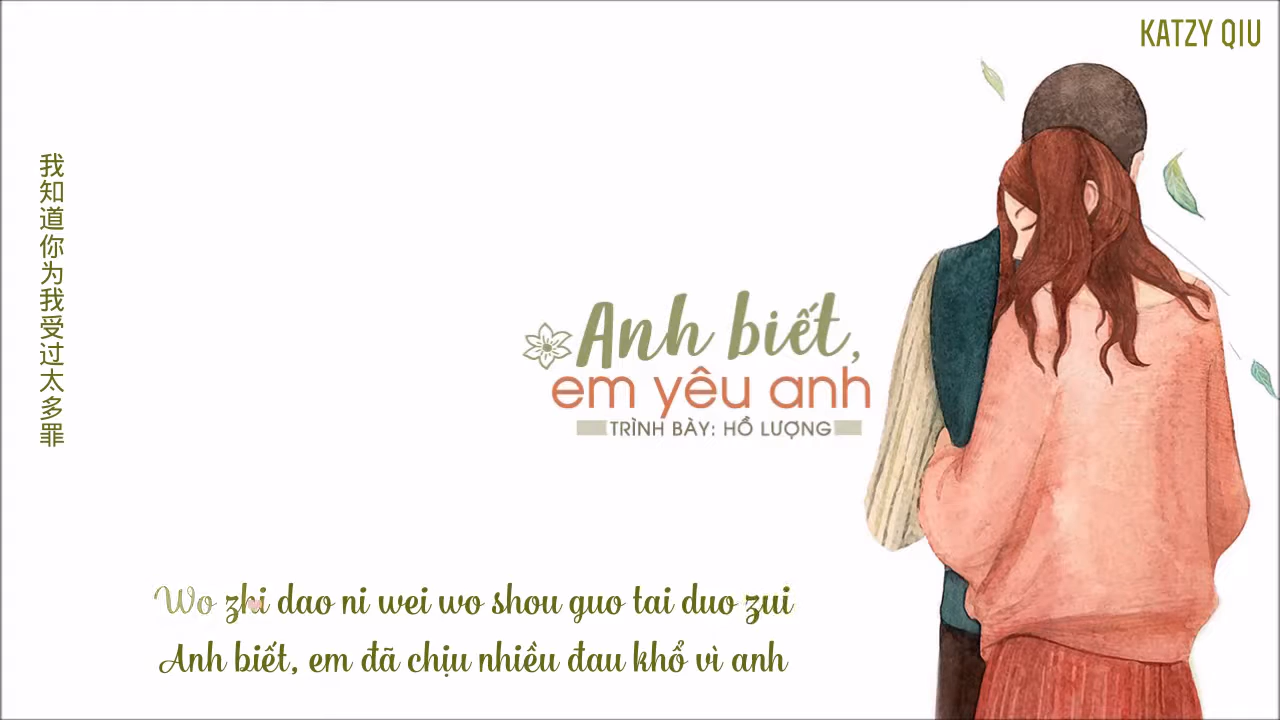 KATZY QIU
我知道你为我受过太多罪
Anh biết,
em yêu anh
TRÌNH BÀY: HỒ LƯỢNG
Wo zhi dao ni wei wo shou guo tai duo zui
Anh biết, em đã chịu nhiều đau khổ vì anh